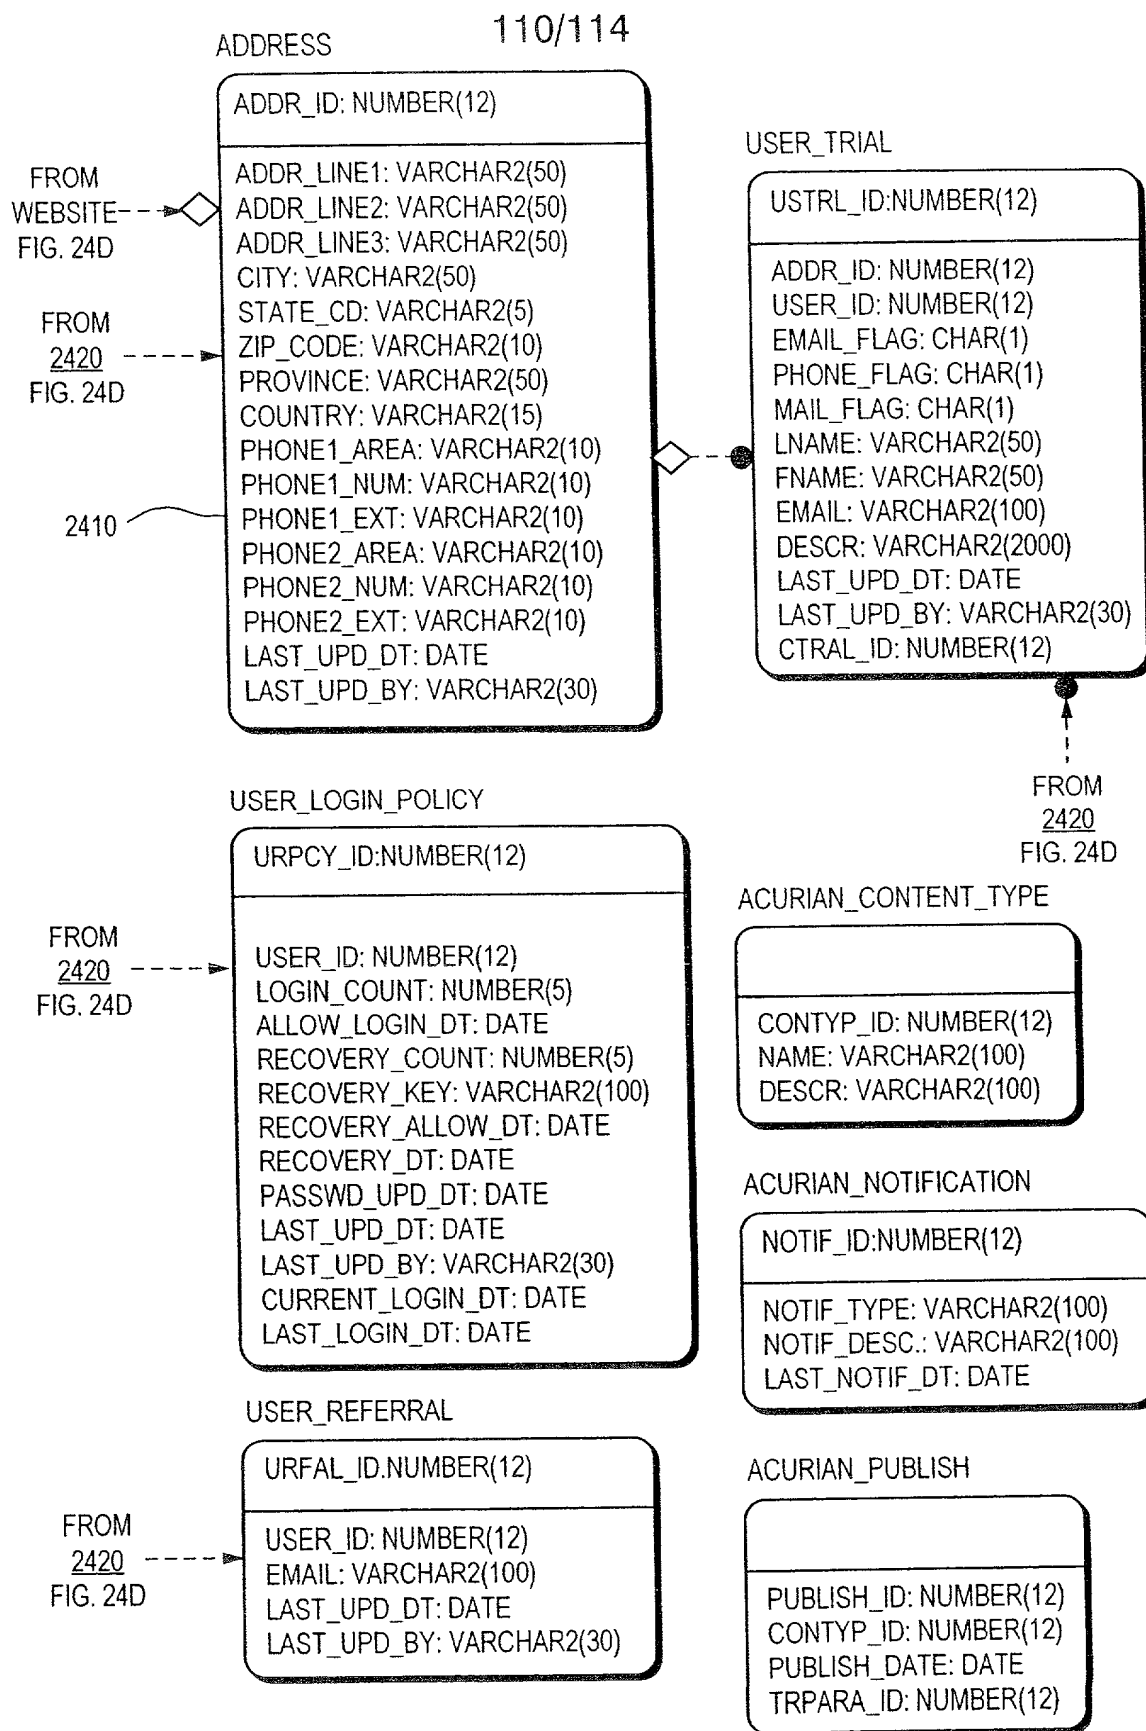 110/114
ADDRESS
ADDR_ID: NUMBER(12)
ADDR_LINE1: VARCHAR2(50)
ADDR_LINE2: VARCHAR2(50)
ADDR_LINE3: VARCHAR2(50)
CITY: VARCHAR2(50)
STATE_CD: VARCHAR2(5)
ZIP_CODE: VARCHAR2(10)
PROVINCE: VARCHAR2(50)
COUNTRY: VARCHAR2(15)
PHONE1_AREA: VARCHAR2(10)
PHONE1_NUM: VARCHAR2(10)
PHONE1_EXT: VARCHAR2(10)
PHONE2_AREA: VARCHAR2(10)
PHONE2_NUM: VARCHAR2(10)
PHONE2_EXT: VARCHAR2(10)
LAST_UPD_DT: DATE
LAST_UPD_BY: VARCHAR2(30)
FROM
WEBSITE
FIG. 24D
FROM
2420
FIG. 24D
2410
USER_TRIAL
USTRL_ID:NUMBER(12)
ADDR_ID: NUMBER(12)
USER_ID: NUMBER(12)
EMAIL_FLAG: CHAR(1)
PHONE_FLAG: CHAR(1)
MAIL_FLAG: CHAR(1)
LNAME: VARCHAR2(50)
FNAME: VARCHAR2(50)
EMAIL: VARCHAR2(100)
DESCR: VARCHAR2(2000)
LAST_UPD_DT: DATE
LAST_UPD_BY: VARCHAR2(30)
CTRAL_ID: NUMBER(12)
FROM
2420
FIG. 24D
USER_LOGIN_POLICY
URPCY_ID:NUMBER(12)
USER_ID: NUMBER(12)
LOGIN_COUNT: NUMBER(5)
ALLOW_LOGIN_DT: DATE
RECOVERY_COUNT: NUMBER(5)
RECOVERY_KEY: VARCHAR2(100)
RECOVERY_ALLOW_DT: DATE
RECOVERY_DT: DATE
PASSWD_UPD_DT: DATE
LAST_UPD_DT: DATE
LAST_UPD_BY: VARCHAR2(30)
CURRENT_LOGIN_DT: DATE
LAST_LOGIN_DT: DATE
FROM
2420
FIG. 24D
ACURIAN_CONTENT_TYPE
CONTYP_ID: NUMBER(12)
NAME: VARCHAR2(100)
DESCR: VARCHAR2(100)
ACURIAN_NOTIFICATION
NOTIF_ID:NUMBER(12)
NOTIF_TYPE: VARCHAR2(100)
NOTIF_DESC.: VARCHAR2(100)
LAST_NOTIF_DT: DATE
USER_REFERRAL
URFAL_ID.NUMBER(12)
USER_ID: NUMBER(12)
EMAIL: VARCHAR2(100)
LAST_UPD_DT: DATE
LAST_UPD_BY: VARCHAR2(30)
FROM
2420
FIG. 24D
ACURIAN_PUBLISH
PUBLISH_ID: NUMBER(12)
CONTYP_ID: NUMBER(12)
PUBLISH_DATE: DATE
TRPARA_ID: NUMBER(12)